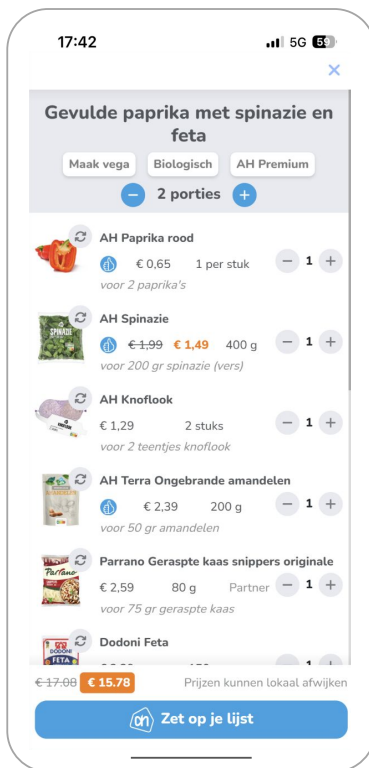 17:42 5G 59
Gevulde paprika met spinazie en
feta
Maak vega Biologisch AH Premium
2 porties
AH Paprika rood
€ 0,65 1 per stuk 1
voor 2 paprika's
AH Spinazie
SPINAZIE
€ 1,99 € 1,49 400 g 1
voor 200 gr spinazie (vers)
AH Knoflook
€ 1,29 2 stuks 1
voor 2 teentjes knoflook
AH Terra Ongebrande amandelen
AMANDELEN
€ 2,39 200 g 1
voor 50 gr amandelen
Parrano Geraspte kaas snippers originale
Parrano
€ 2,59 80 g Partner 1
voor 75 gr geraspte kaas
Dodoni Feta
DODONI
FETA
€ 17.08 € 15.78 Prijzen kunnen lokaal afwijken
Zet op je lijst